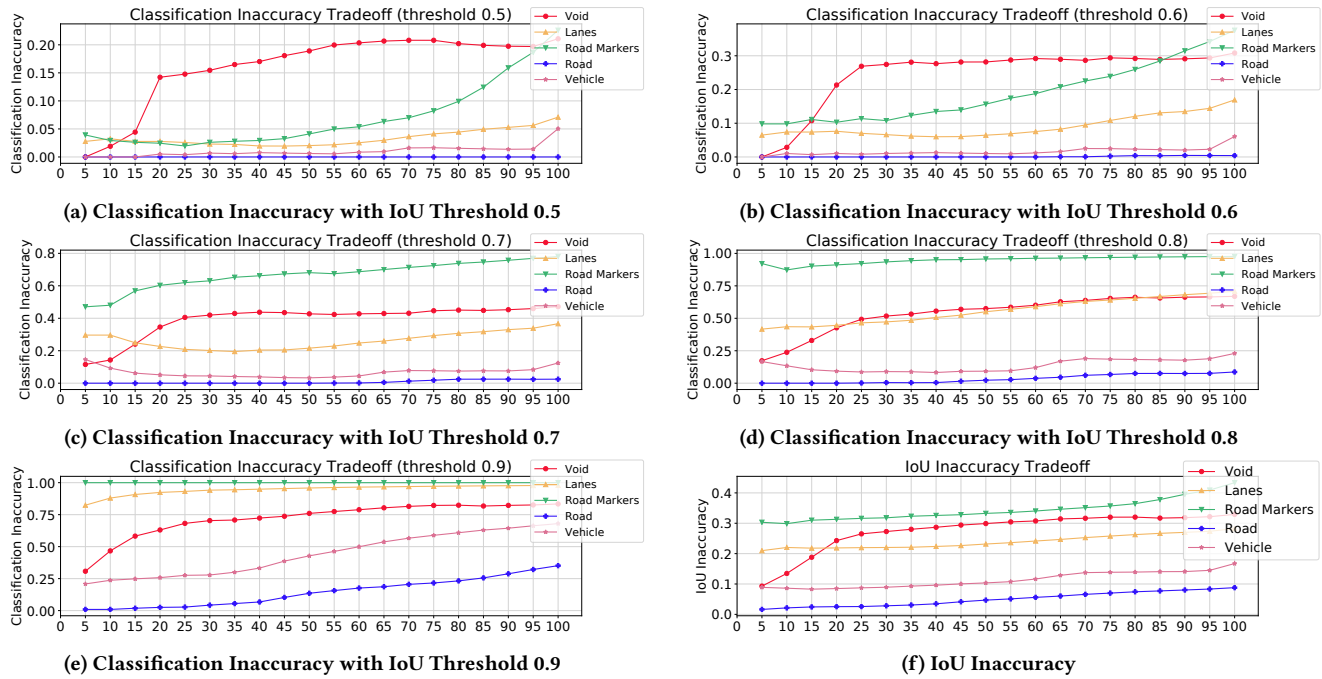 Classification Inaccuracy Tradeoff (threshold 0.5)
Classification Inaccuracy
0.20
0.15
0.10
0.05
0.00
0 5 10 15 20 25 30 35 40 45 50 55 60 65 70 75 80 85 90 95 100
Void
Lanes
Road Markers
Road
Vehicle
(a) Classification Inaccuracy with IoU Threshold 0.5
Classification Inaccuracy Tradeoff (threshold 0.6)
Classification Inaccuracy
0.3
0.2
0.1
0.0
0 5 10 15 20 25 30 35 40 45 50 55 60 65 70 75 80 85 90 95 100
Void
Lanes
Road Markers
Road
Vehicle
(b) Classification Inaccuracy with IoU Threshold 0.6
Classification Inaccuracy Tradeoff (threshold 0.7)
Classification Inaccuracy
0.8
0.6
0.4
0.2
0.0
0 5 10 15 20 25 30 35 40 45 50 55 60 65 70 75 80 85 90 95 100
Void
Lanes
Road Markers
Road
Vehicle
(c) Classification Inaccuracy with IoU Threshold 0.7
Classification Inaccuracy Tradeoff (threshold 0.8)
Classification Inaccuracy
1.00
0.75
0.50
0.25
0.00
0 5 10 15 20 25 30 35 40 45 50 55 60 65 70 75 80 85 90 95 100
Void
Lanes
Road Markers
Road
Vehicle
(d) Classification Inaccuracy with IoU Threshold 0.8
Classification Inaccuracy Tradeoff (threshold 0.9)
Classification Inaccuracy
1.00
0.75
0.50
0.25
0.00
0 5 10 15 20 25 30 35 40 45 50 55 60 65 70 75 80 85 90 95 100
Void
Lanes
Road Markers
Road
Vehicle
(e) Classification Inaccuracy with IoU Threshold 0.9
IoU Inaccuracy Tradeoff
IoU Inaccuracy
0.4
0.3
0.2
0.1
0.0
0 5 10 15 20 25 30 35 40 45 50 55 60 65 70 75 80 85 90 95 100
Void
Lanes
Road Markers
Road
Vehicle
(f) IoU Inaccuracy